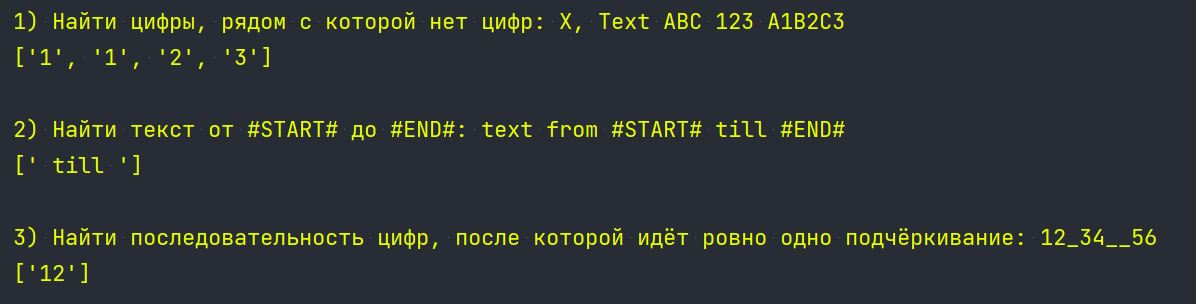 1) Найти цифры, рядом с которой нет цифр: X, Text ABC 123 A1B2C3
['1', '1', '2', '3']
2) Найти текст от #START# до #END#: text from #START# till #END#
[' till ']
3) Найти последовательность цифр, после которой идёт ровно одно подчёркивание: 12_34__56
['12']